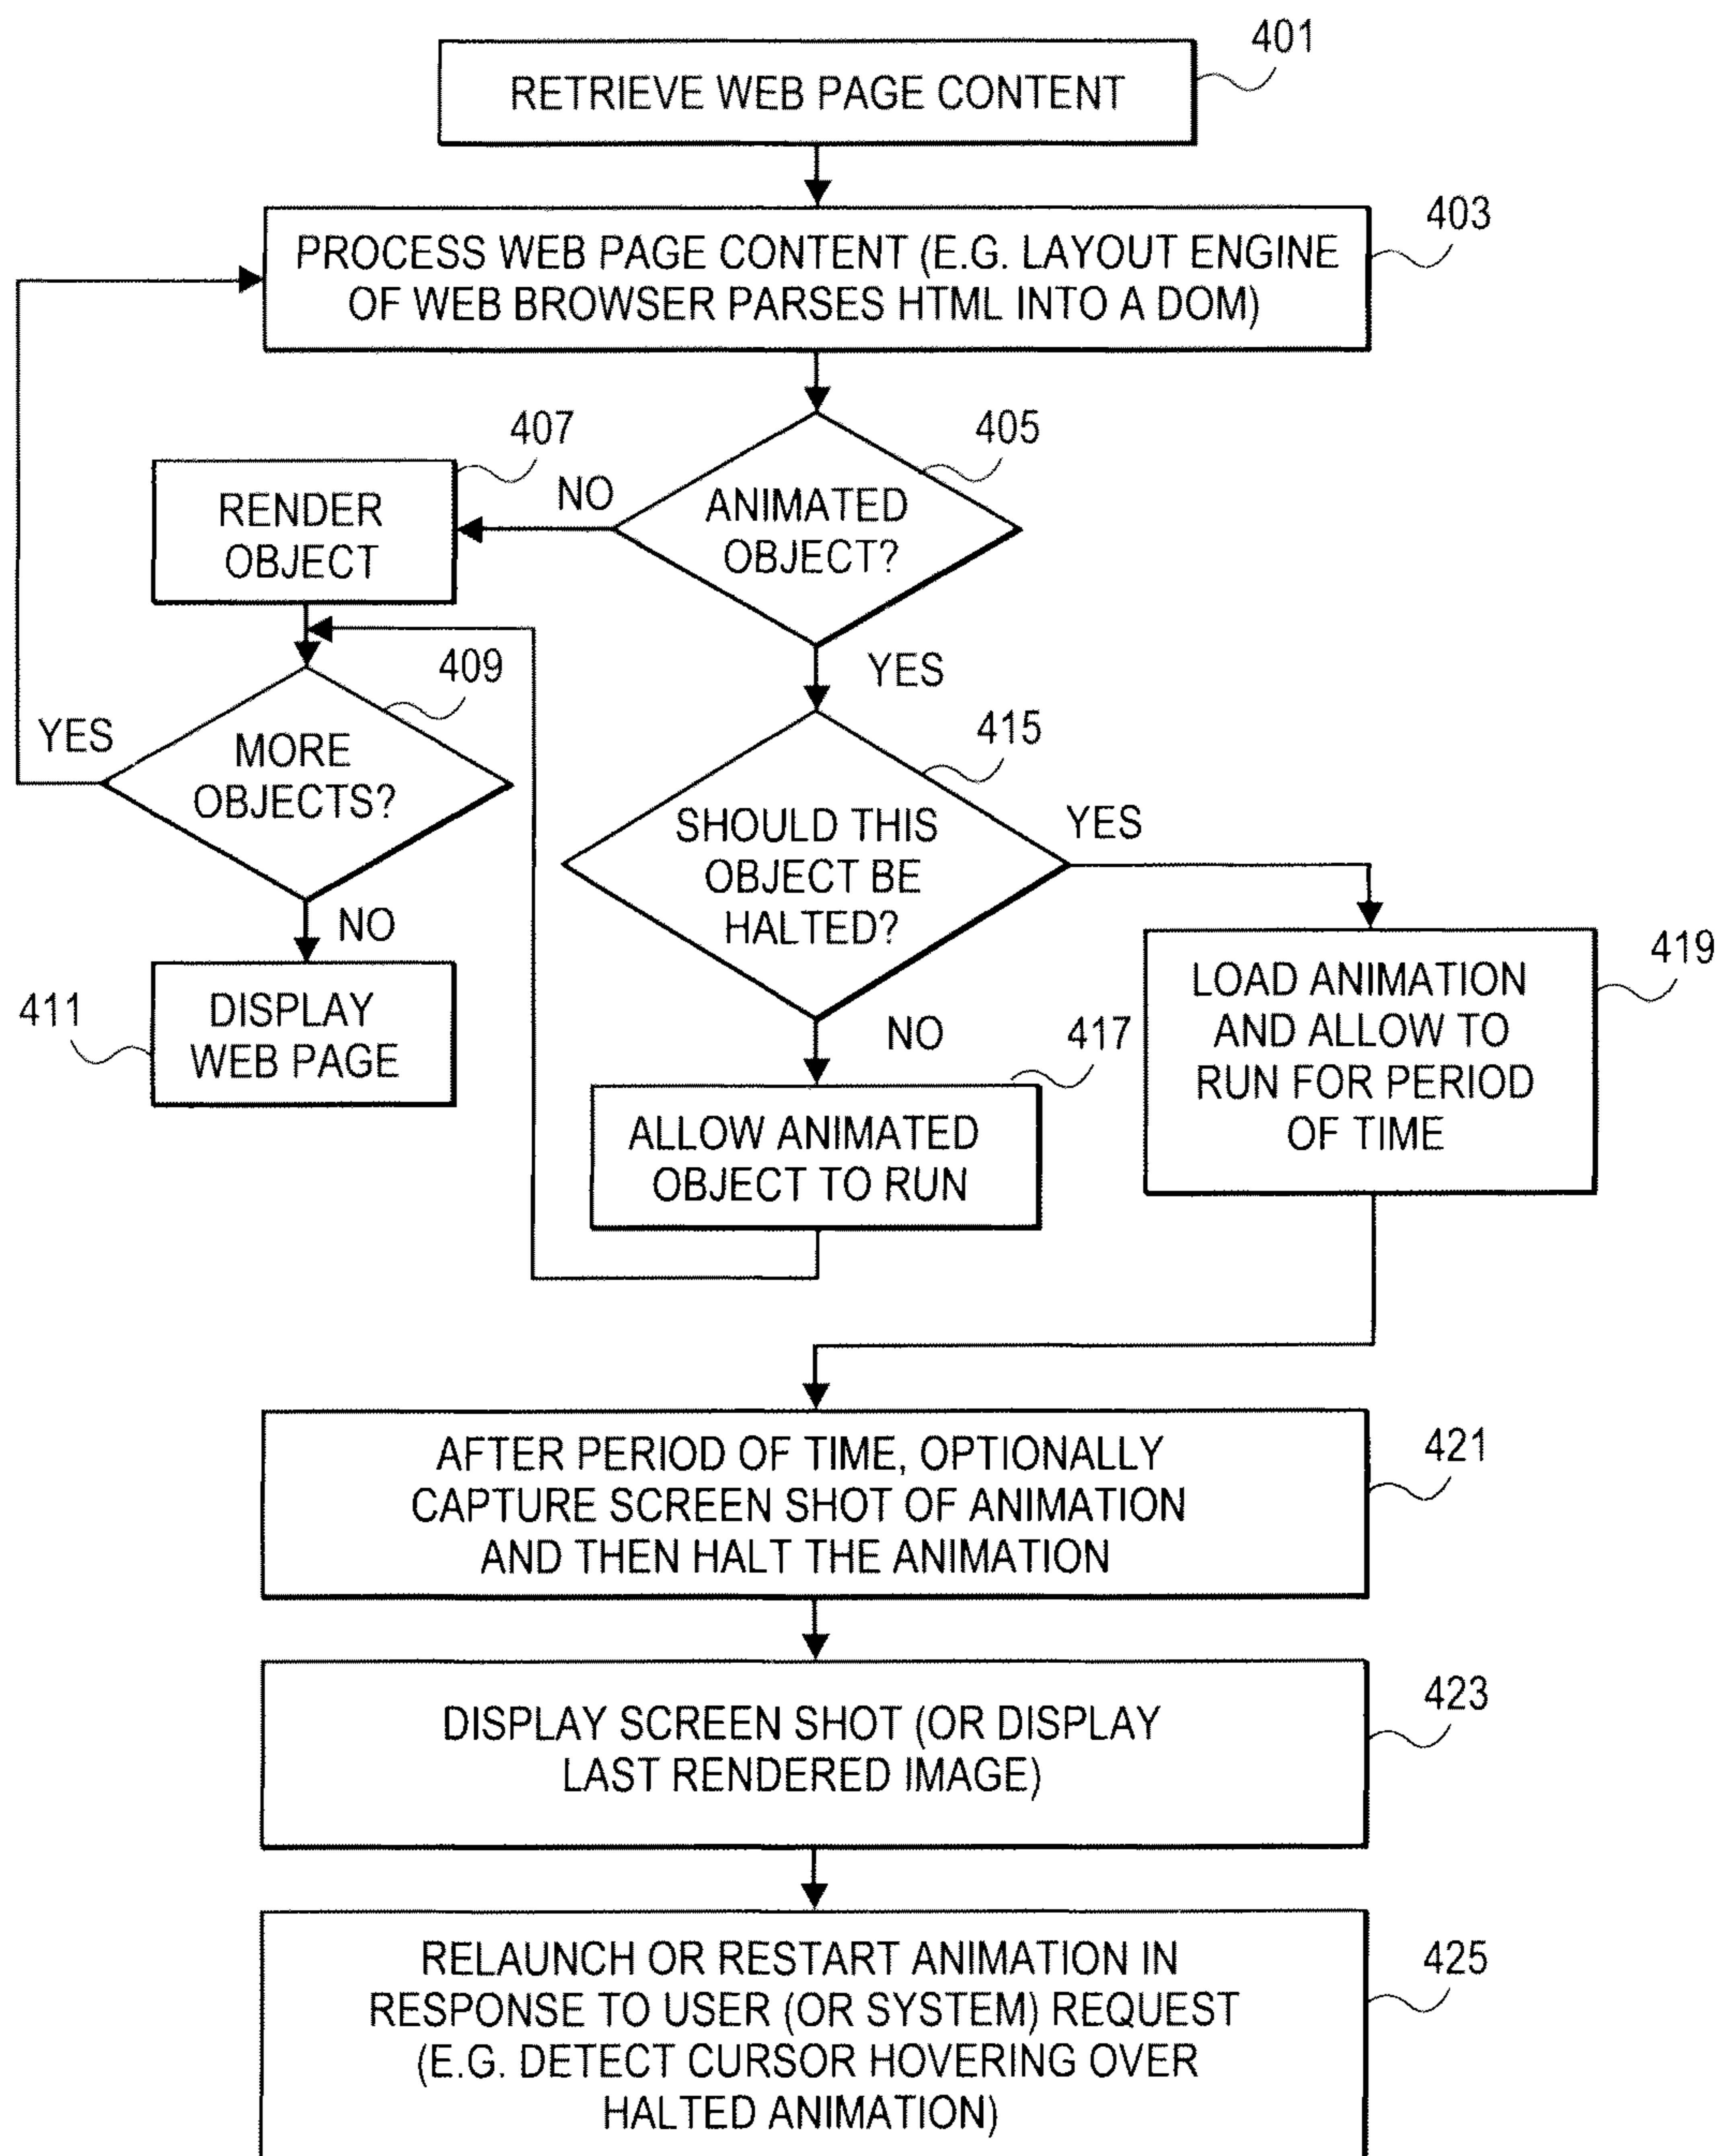 401
RETRIEVE WEB PAGE CONTENT
403
PROCESS WEB PAGE CONTENT (E.G. LAYOUT ENGINE
OF WEB BROWSER PARSES HTML INTO A DOM)
407
405
RENDER
OBJECT
NO
ANIMATED
OBJECT?
YES
409
YES
MORE
OBJECTS?
NO
411
DISPLAY
WEB PAGE
415
SHOULD THIS
OBJECT BE
HALTED?
YES
NO
417
ALLOW ANIMATED
OBJECT TO RUN
419
LOAD ANIMATION
AND ALLOW TO
RUN FOR PERIOD
OF TIME
421
AFTER PERIOD OF TIME, OPTIONALLY
CAPTURE SCREEN SHOT OF ANIMATION
AND THEN HALT THE ANIMATION
423
DISPLAY SCREEN SHOT (OR DISPLAY
LAST RENDERED IMAGE)
425
RELAUNCH OR RESTART ANIMATION IN
RESPONSE TO USER (OR SYSTEM) REQUEST
(E.G. DETECT CURSOR HOVERING OVER
HALTED ANIMATION)